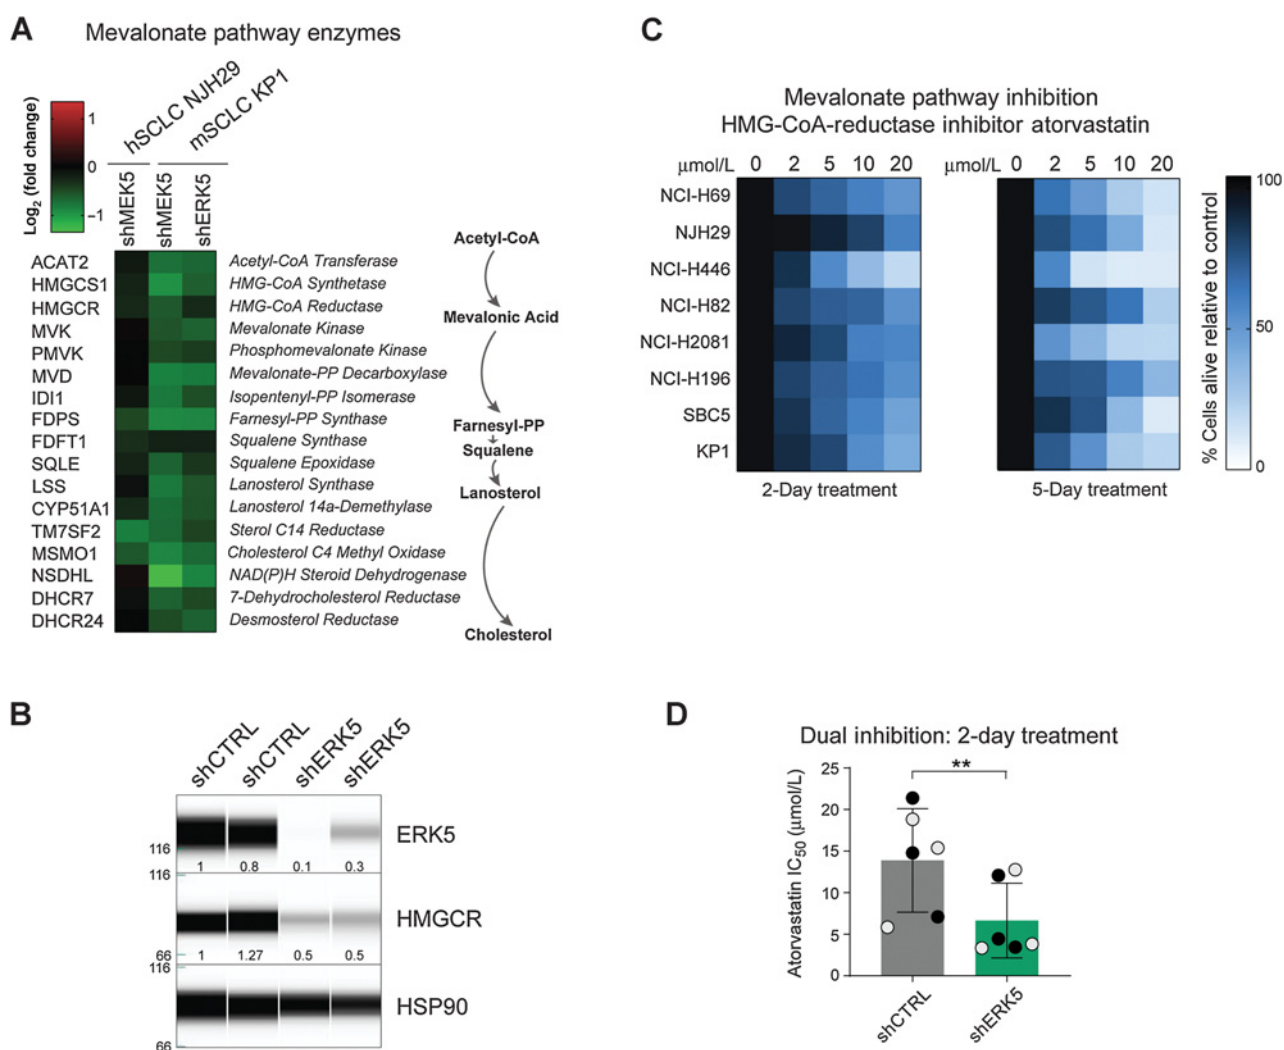 A
Mevalonate pathway enzymes
hSCLC NJH29
mSCLC KP1
Log2 (fold change)
1
0
−1
shMEK5
shMEK5
shERK5
ACAT2 Acetyl-CoA Transferase
HMGCS1 HMG-CoA Synthetase
HMGCR HMG-CoA Reductase
MVK Mevalonate Kinase
PMVK Phosphomevalonate Kinase
MVD Mevalonate-PP Decarboxylase
IDI1 Isopentenyl-PP Isomerase
FDPS Farnesyl-PP Synthase
FDFT1 Squalene Synthase
SQLE Squalene Epoxidase
LSS Lanosterol Synthase
CYP51A1 Lanosterol 14a-Demethylase
TM7SF2 Sterol C14 Reductase
MSMO1 Cholesterol C4 Methyl Oxidase
NSDHL NAD(P)H Steroid Dehydrogenase
DHCR7 7-Dehydrocholesterol Reductase
DHCR24 Desmosterol Reductase
Acetyl-CoA
Mevalonic Acid
Farnesyl-PP
Squalene
Lanosterol
Cholesterol
B
shCTRL
shCTRL
shERK5
shERK5
116
1 0.8 0.1 0.3
ERK5
116
66
1 1.27 0.5 0.5
HMGCR
116
66
HSP90
C
Mevalonate pathway inhibition
HMG-CoA-reductase inhibitor atorvastatin
μmol/L 0 2 5 10 20
μmol/L 0 2 5 10 20
NCI-H69
NJH29
NCI-H446
NCI-H82
NCI-H2081
NCI-H196
SBC5
KP1
2-Day treatment
5-Day treatment
100
50
0
% Cells alive relative to control
D
Dual inhibition: 2-day treatment
**
Atorvastatin IC50 (μmol/L)
25
20
15
10
5
0
shCTRL
shERK5